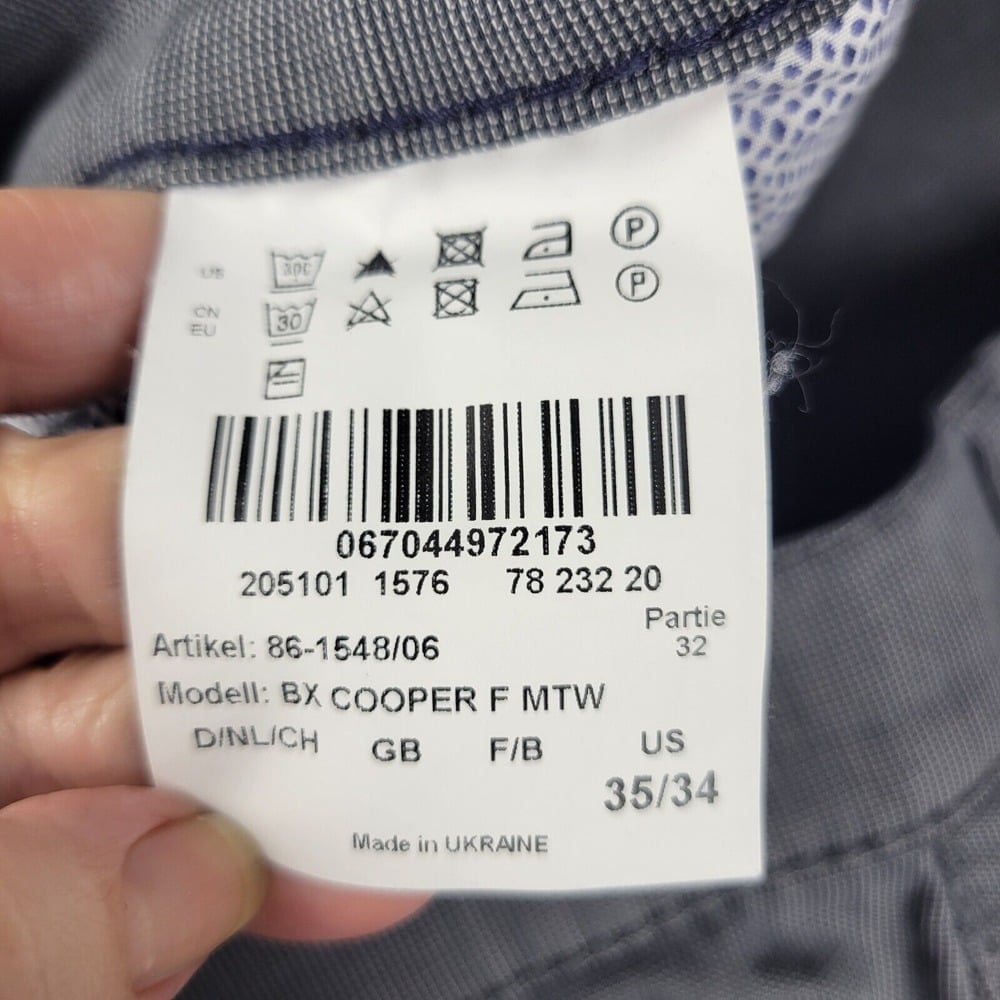 US 30C P
CN
EU 30 P
067044972173
205101 1576 78 232 20
Partie
32
Artikel: 86-1548/06
Modell: BX COOPER F MTW
D/NL/CH GB F/B US
35/34
Made in UKRAINE